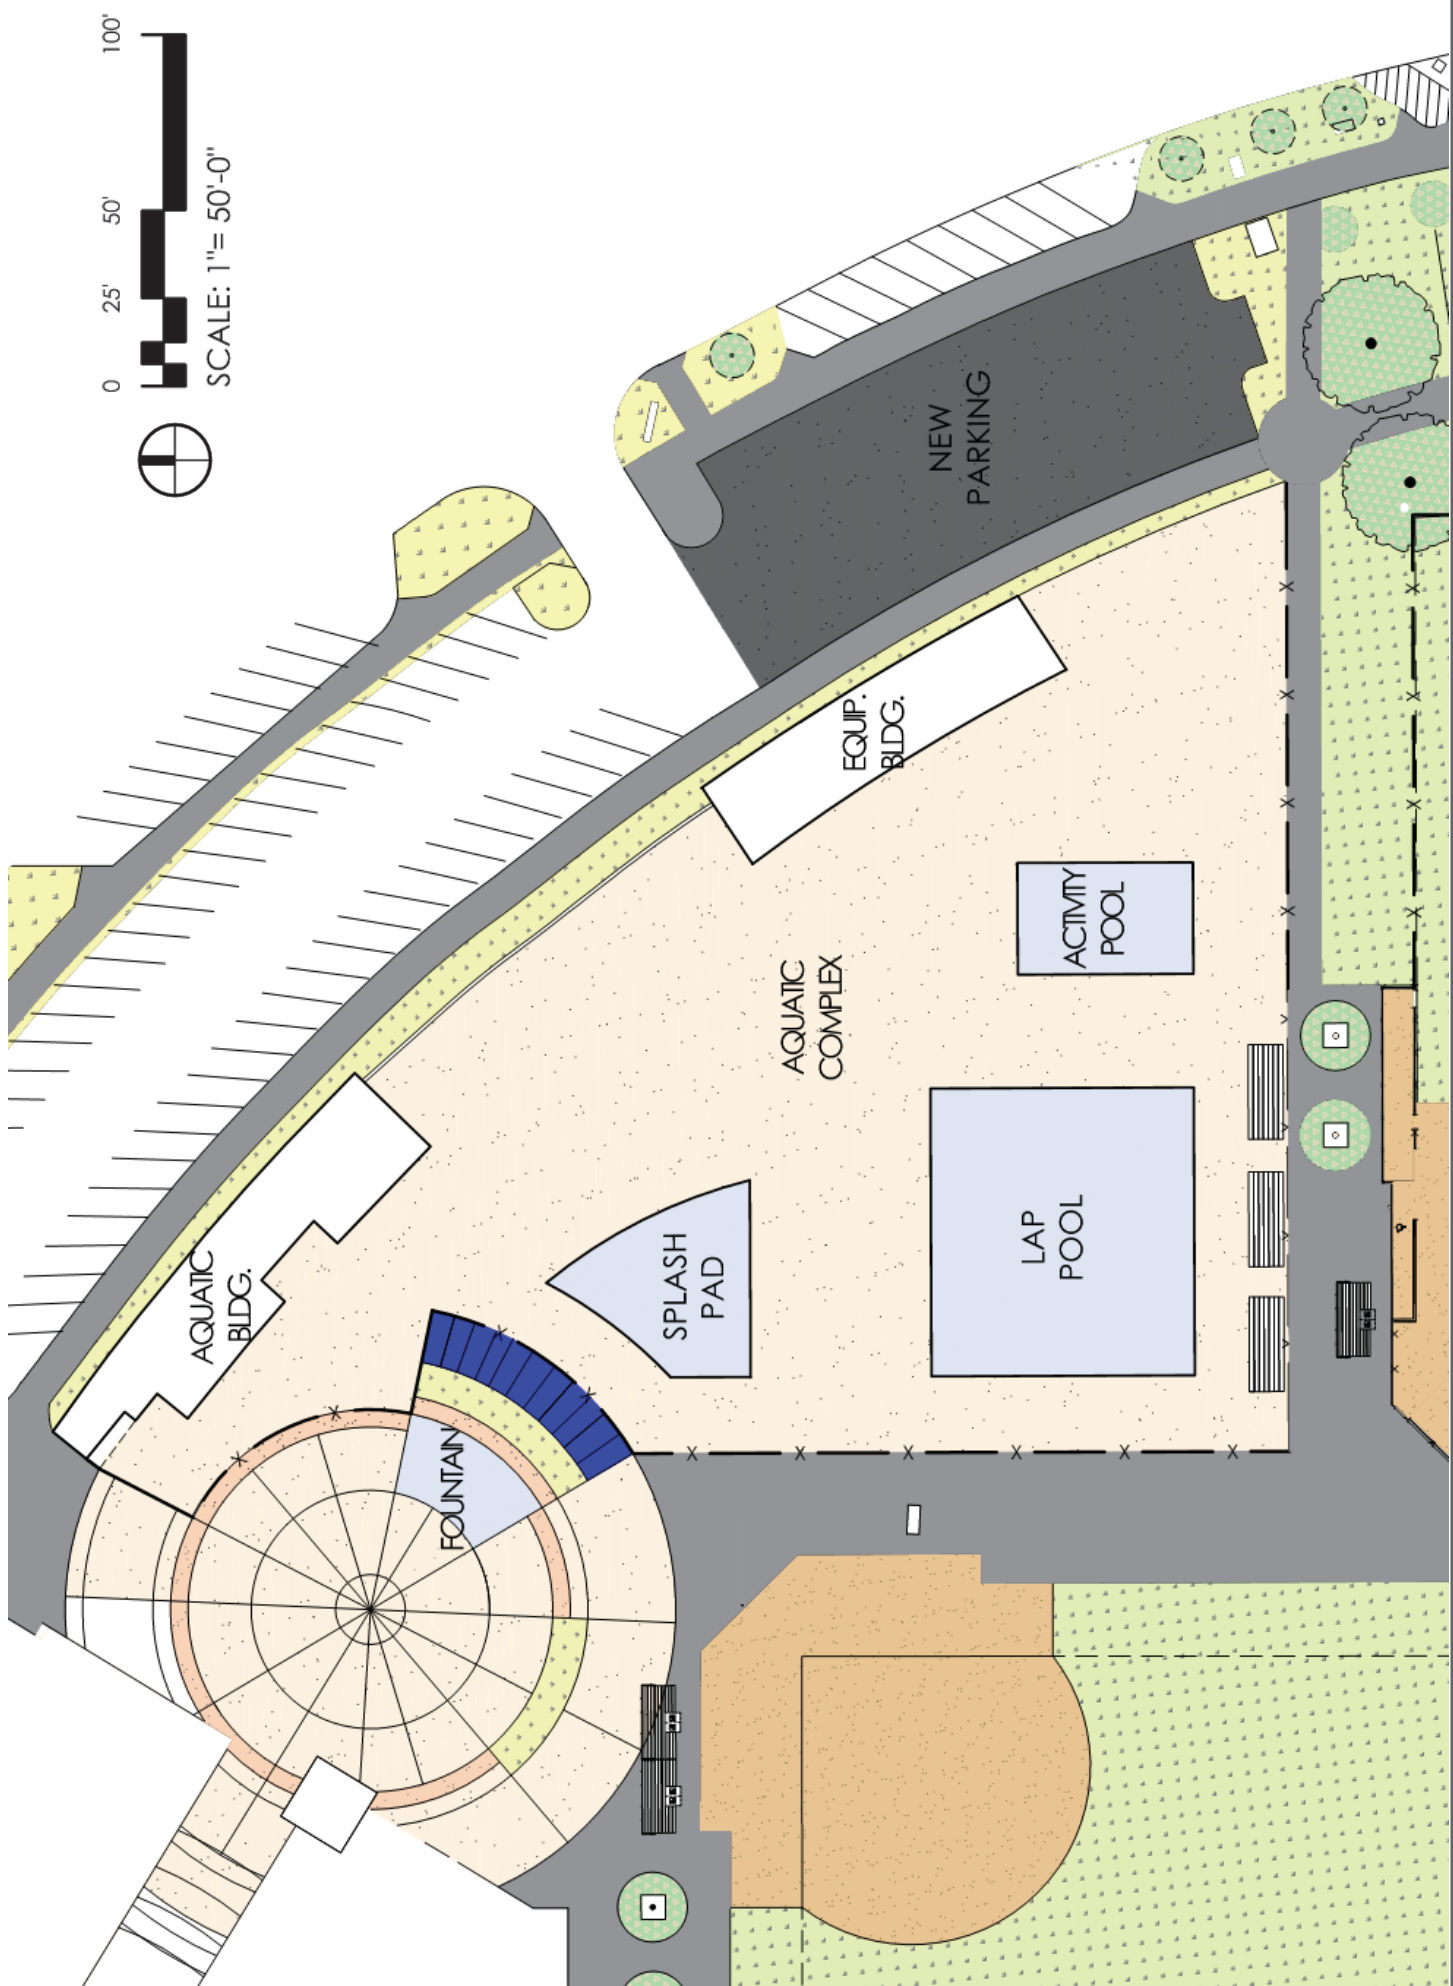 0
25'
50'
100'
SCALE: 1"= 50'-0"
AQUATIC
BLDG.
FOUNTAIN
SPLASH
PAD
AQUATIC
COMPLEX
EQUIP.
BLDG.
NEW
PARKING
LAP
POOL
ACTIVITY
POOL